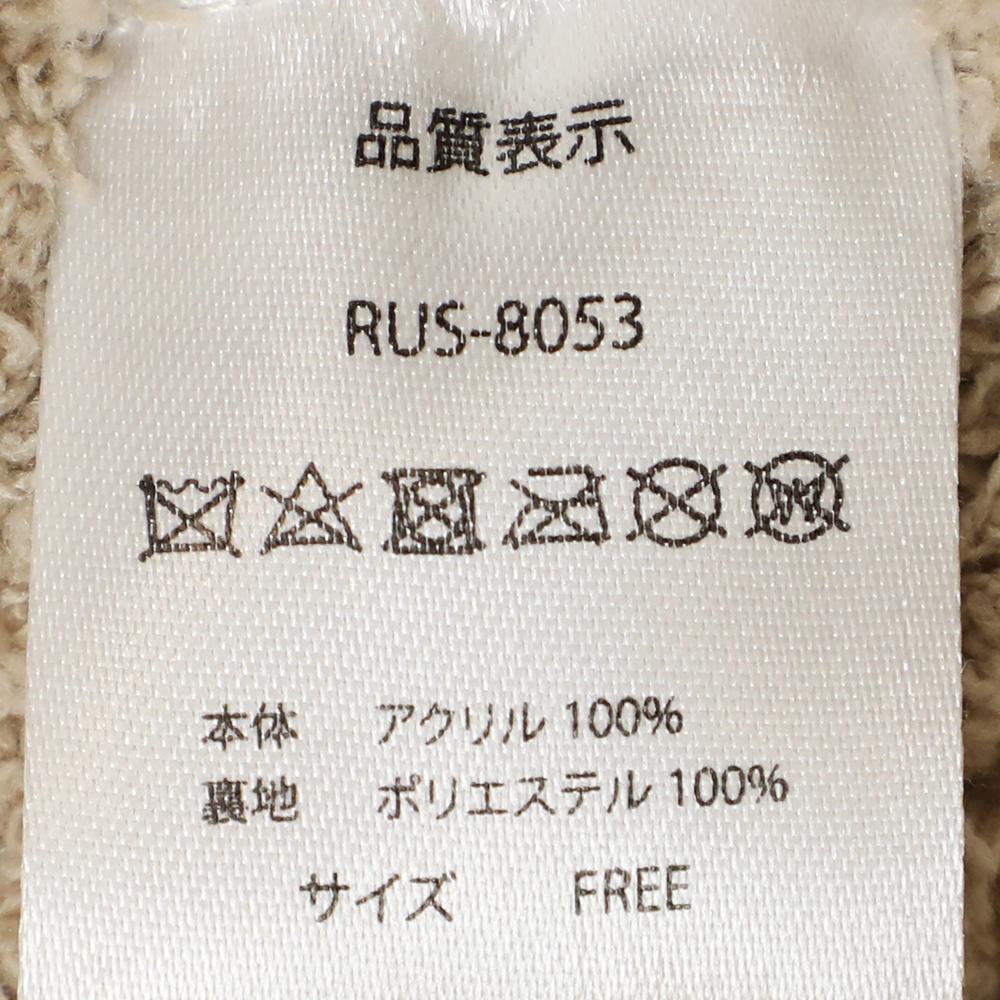 品質表示
RUS-8053
W
本体 アクリル 100%
裏地 ポリエステル 100%
サイズ FREE